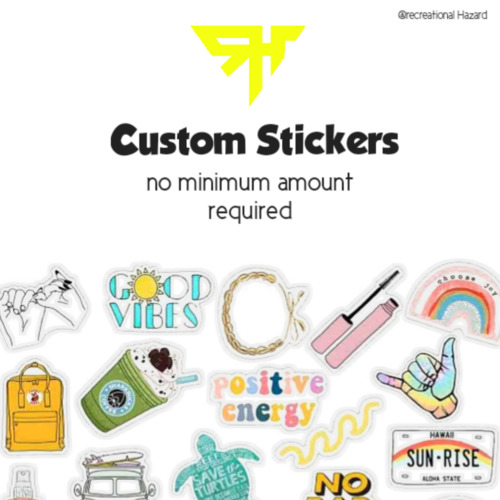 @recreational Hazard
Custom Stickers
no minimum amount
required
GOOD
VIBES
choose joy
positive
energy
HAWAII
SUN-RISE
ALOHA STATE
SAVE the
TURTLES
NO